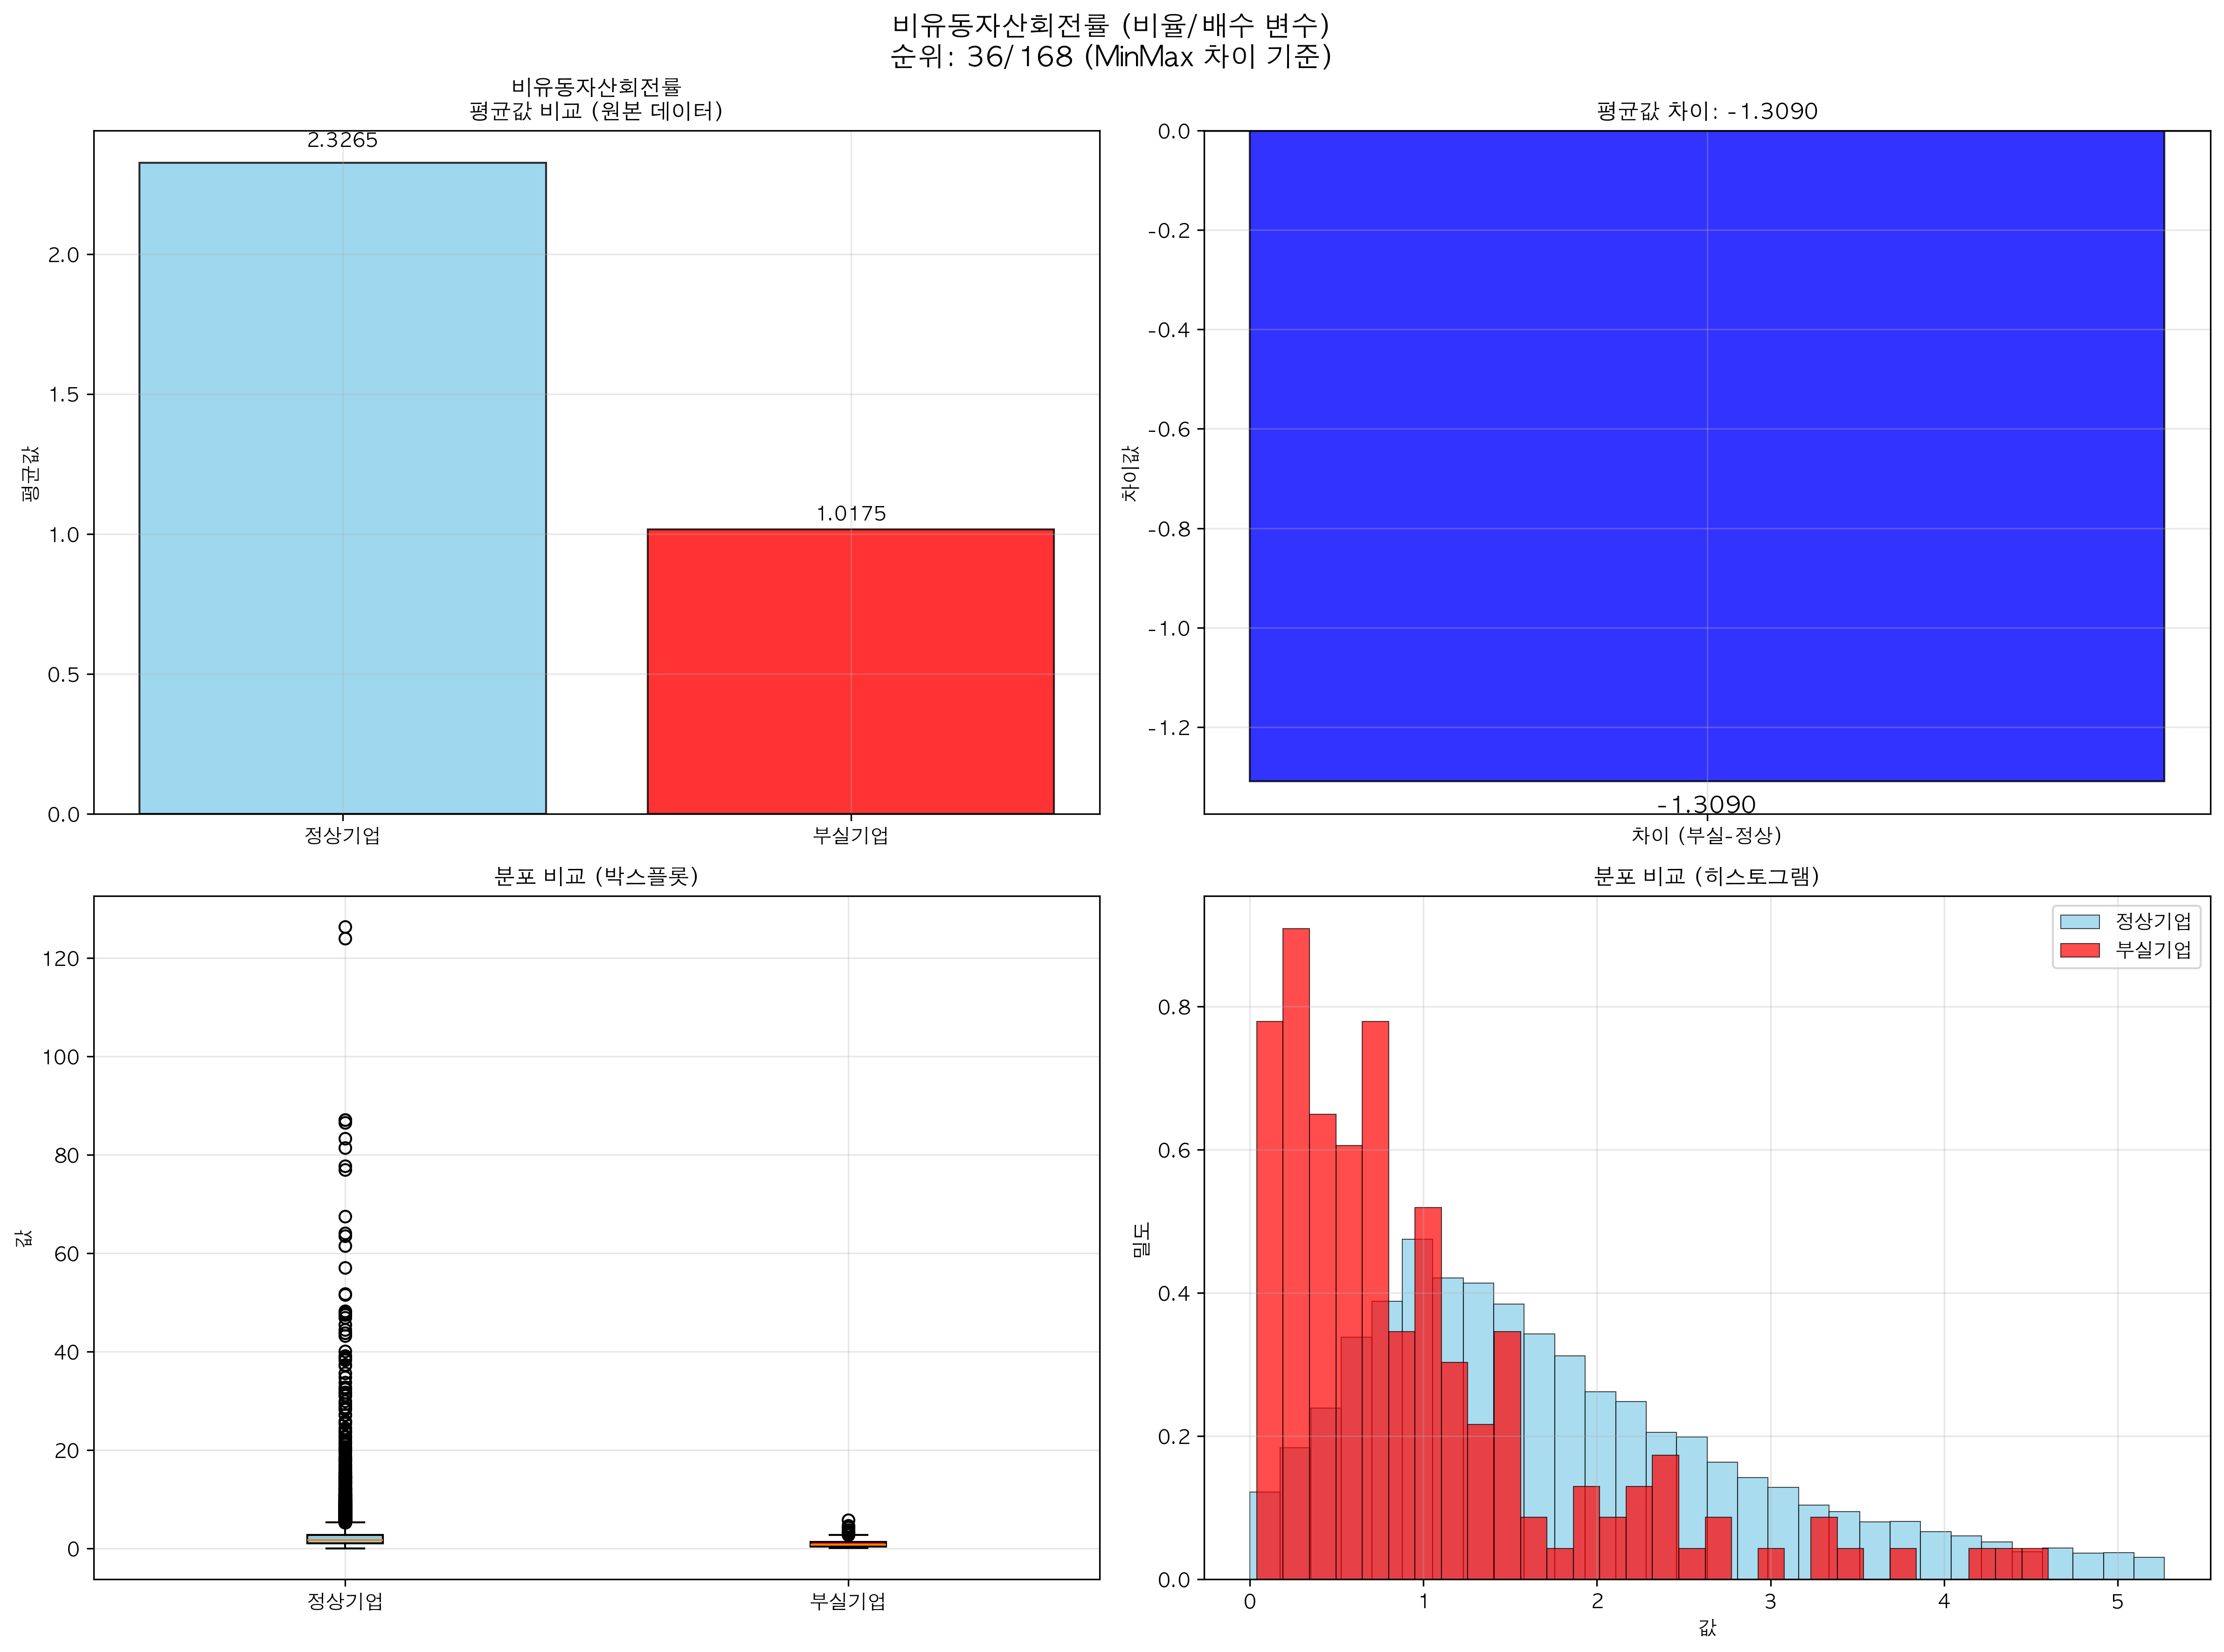 비유동자산회전률 (비율/배수 변수)
순위: 36/168 (MinMax 차이 기준)
비유동자산회전률
평균값 비교 (원본 데이터)
2.3265
1.0175
2.0
1.5
1.0
0.5
0.0
평균값
정상기업
부실기업
평균값 차이: -1.3090
0.0
-0.2
-0.4
-0.6
-0.8
-1.0
-1.2
차이값
-1.3090
차이 (부실-정상)
분포 비교 (박스플롯)
120
100
80
60
40
20
0
값
정상기업
부실기업
분포 비교 (히스토그램)
정상기업
부실기업
0.8
0.6
0.4
0.2
0.0
밀도
0
1
2
3
4
5
값